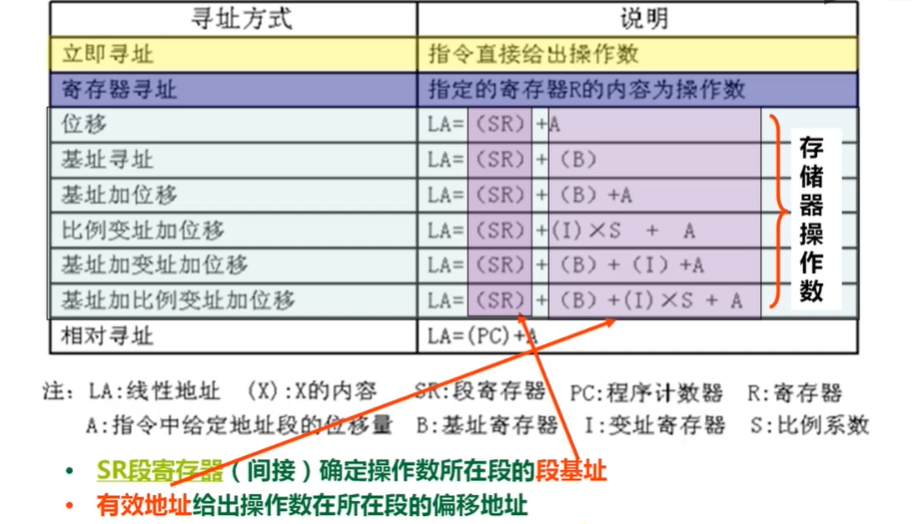 寻址方式 说明
立即寻址 指令直接给出操作数
寄存器寻址 指定的寄存器R的内容为操作数
位移 LA=（SR）+A
基址寻址 LA=（SR）+（B）
基址加位移 LA=（SR）+（B）+A
比例变址加位移 LA=（SR）+(I)×S + A
基址加变址加位移 LA=（SR）+（B）+（I）+A
基址加比例变址加位移 LA=（SR）+（B）+(I)×S + A
相对寻址 LA=(PC)+A
存储器操作数
注：LA:线性地址 (X):X的内容 SR:段寄存器 PC:程序计数器 R:寄存器
A:指令中给定地址段的位移量 B:基址寄存器 I:变址寄存器 S:比例系数
• SR段寄存器（间接）确定操作数所在段的段基址
• 有效地址给出操作数在所在段的偏移地址